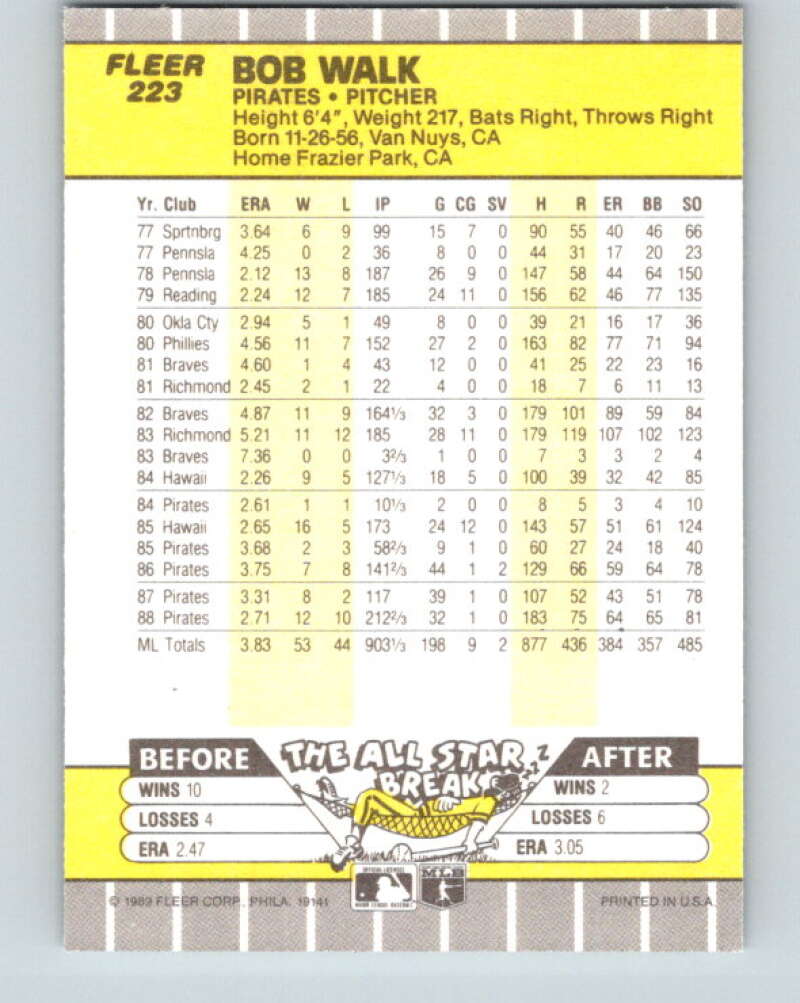 FLEER
223
BOB WALK
PIRATES • PITCHER
Height 6'4", Weight 217, Bats Right, Throws Right
Born 11-26-56, Van Nuys, CA
Home Frazier Park, CA
Yr. Club ERA W L IP G CG SV H R ER BB SO
77 Sprtnbrg 3.64 6 9 99 15 7 0 90 55 40 46 66
77 Pennsla 4.25 0 2 36 8 0 0 44 31 17 20 23
78 Pennsla 2.12 13 8 187 26 9 0 147 58 44 64 150
79 Reading 2.24 12 7 185 24 11 0 156 62 46 77 135
80 Okla Cty 2.94 5 1 49 8 0 0 39 21 16 17 36
80 Phillies 4.56 11 7 152 27 2 0 163 82 77 71 94
81 Braves 4.60 1 4 43 12 0 0 41 25 22 23 16
81 Richmond 2.45 2 1 22 4 0 0 18 7 6 11 13
82 Braves 4.87 11 9 164⅓ 32 3 0 179 101 89 59 84
83 Richmond 5.21 11 12 185 28 11 0 179 119 107 102 123
83 Braves 7.36 0 0 3⅔ 1 0 0 7 3 3 2 4
84 Hawaii 2.26 9 5 127⅓ 18 5 0 100 39 32 42 85
84 Pirates 2.61 1 1 10⅓ 2 0 0 8 5 3 4 10
85 Hawaii 2.65 16 5 173 24 12 0 143 57 51 61 124
85 Pirates 3.68 2 3 58⅔ 9 1 0 60 27 24 18 40
86 Pirates 3.75 7 8 141⅔ 44 1 2 129 66 59 64 78
87 Pirates 3.31 8 2 117 39 1 0 107 52 43 51 78
88 Pirates 2.71 12 10 212⅔ 32 1 0 183 75 64 65 81
ML Totals 3.83 53 44 903⅓ 198 9 2 877 436 384 357 485
BEFORE THE ALL STAR BREAK Z Z Z AFTER
WINS 10 WINS 2
LOSSES 4 LOSSES 6
ERA 2.47 ERA 3.05
OFFICIAL LICENSEE
MAJOR LEAGUE BASEBALL
MLB
© 1989 FLEER CORP., PHILA. 19141 PRINTED IN U.S.A.